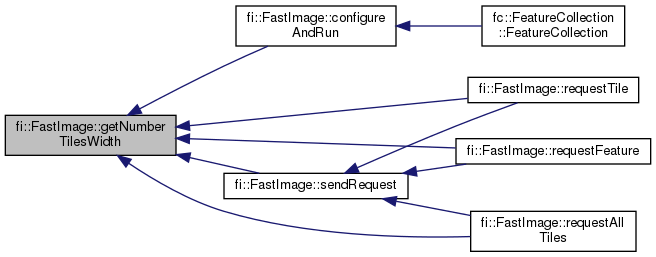 fi::FastImage::configure
AndRun
fc::FeatureCollection
::FeatureCollection
fi::FastImage::requestTile
fi::FastImage::getNumber
TilesWidth
fi::FastImage::requestFeature
fi::FastImage::sendRequest
fi::FastImage::requestAll
Tiles